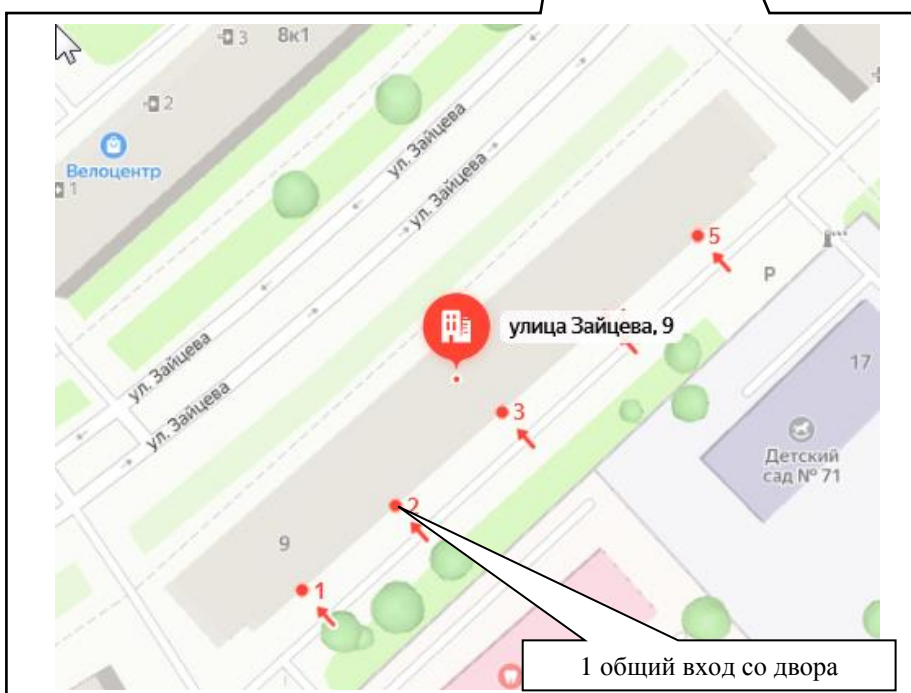 3
8к1
2
Велоцентр
1
ул. Зайцева
ул. Зайцева
5
P
улица Зайцева, 9
17
ул. Зайцева
ул. Зайцева
3
Детский
сад № 71
2
9
1
1 общий вход со двора